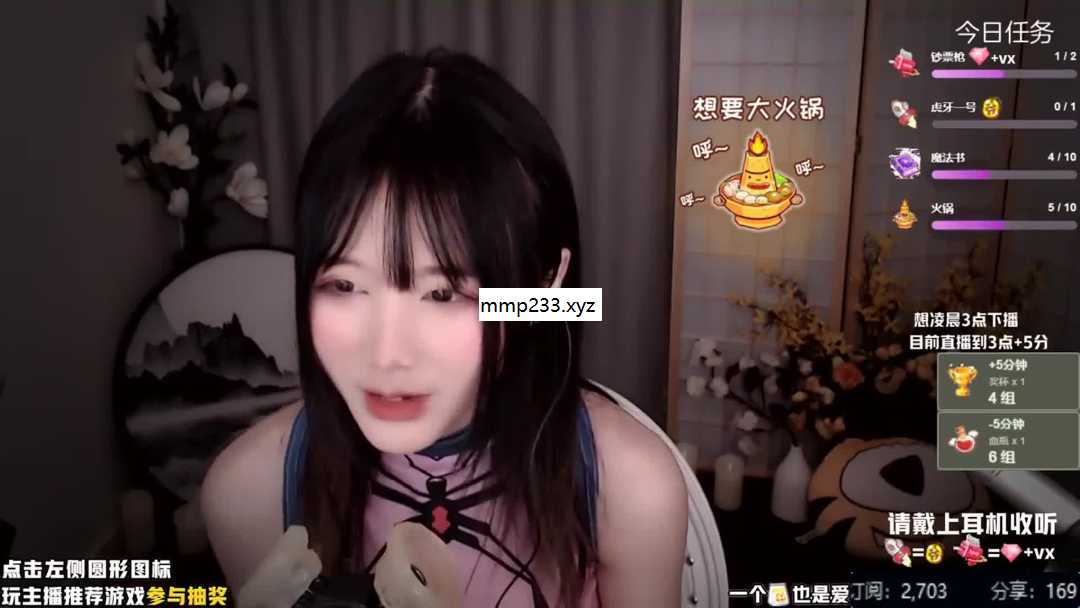 今日任务
钞票枪 +vx 1 / 2
虎牙一号 0 / 1
魔法书 4 / 10
火锅 5 / 10
想要大火锅
呼~
呼~
呼~
mmp233.xyz
想凌晨3点下播
目前直播到3点+5分
+5分钟
奖杯 x 1
4 组
-5分钟
血瓶 x 1
6 组
请戴上耳机收听
= = +vx
点击左侧圆形图标
玩主播推荐游戏参与抽奖
一个 也是爱
订阅: 2,703 分享: 169